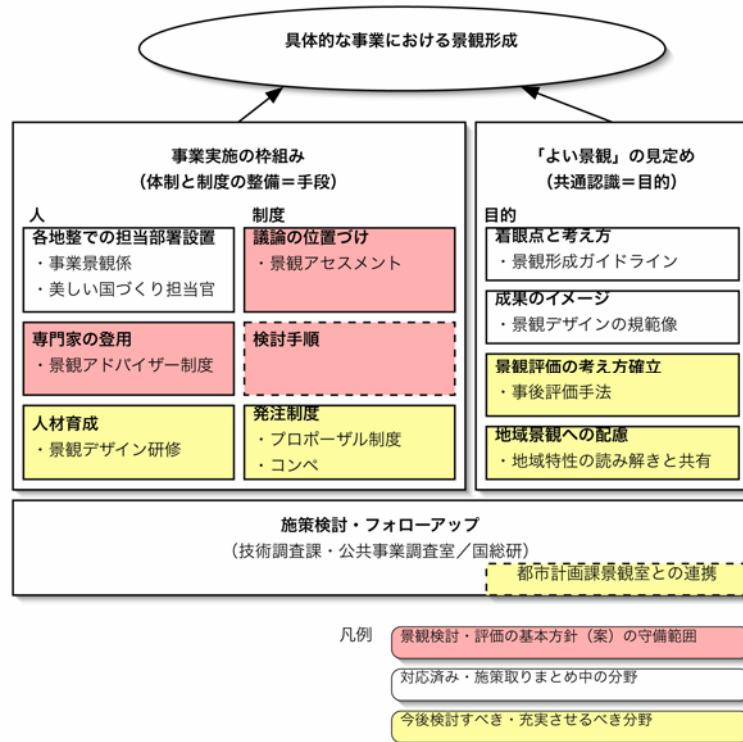 具体的な事業における景観形成
事業実施の枠組み
（体制と制度の整備＝手段）
人
各地整での担当部署設置
・事業景観係
・美しい国づくり担当官
専門家の登用
・景観アドバイザー制度
人材育成
・景観デザイン研修
制度
議論の位置づけ
・景観アセスメント
検討手順
発注制度
・プロポーザル制度
・コンペ
「よい景観」の見定め
（共通認識＝目的）
目的
着眼点と考え方
・景観形成ガイドライン
成果のイメージ
・景観デザインの規範像
景観評価の考え方確立
・事後評価手法
地域景観への配慮
・地域特性の読み解きと共有
施策検討・フォローアップ
（技術調査課・公共事業調査室／国総研）
都市計画課景観室との連携
凡例
景観検討・評価の基本方針（案）の守備範囲
対応済み・施策取りまとめ中の分野
今後検討すべき・充実させるべき分野